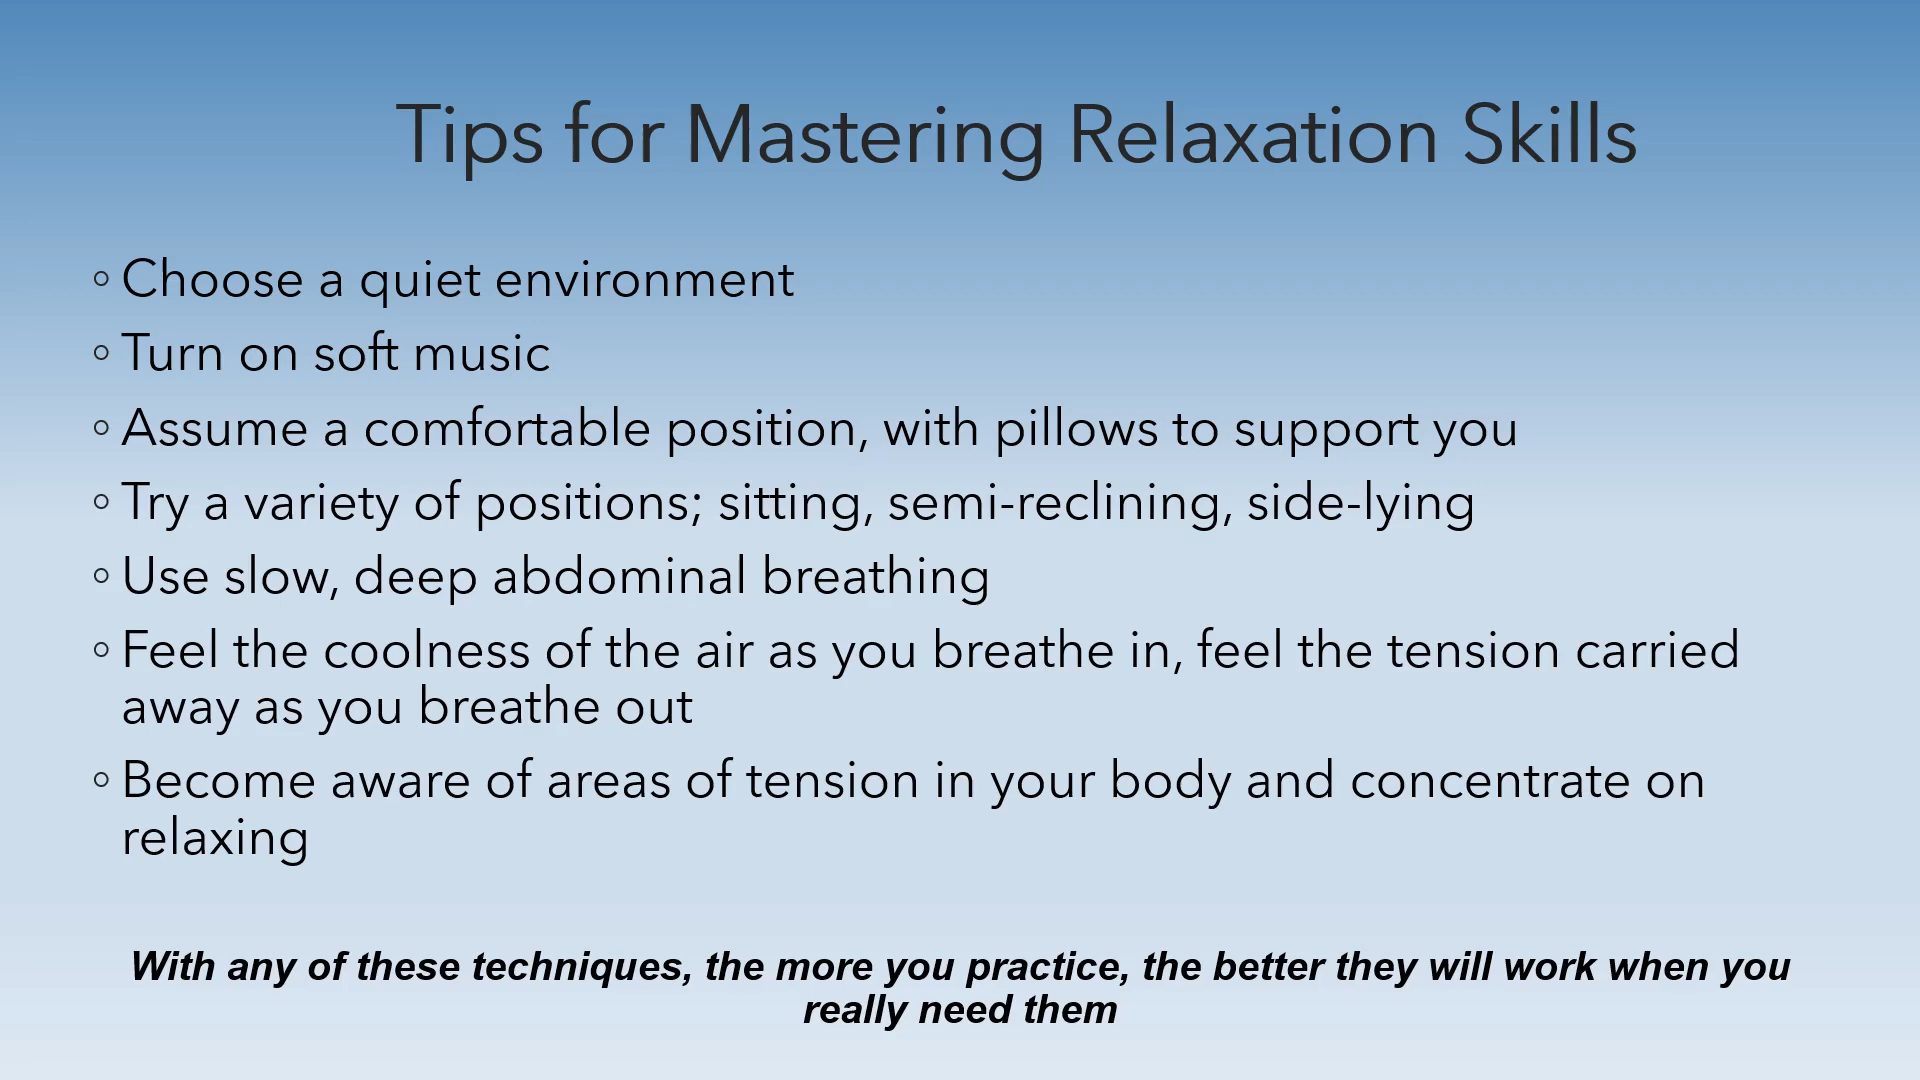 Tips for Mastering Relaxation Skills
◦ Choose a quiet environment
◦ Turn on soft music
◦ Assume a comfortable position, with pillows to support you
◦ Try a variety of positions; sitting, semi-reclining, side-lying
◦ Use slow, deep abdominal breathing
◦ Feel the coolness of the air as you breathe in, feel the tension carried
away as you breathe out
◦ Become aware of areas of tension in your body and concentrate on
relaxing
With any of these techniques, the more you practice, the better they will work when you
really need them